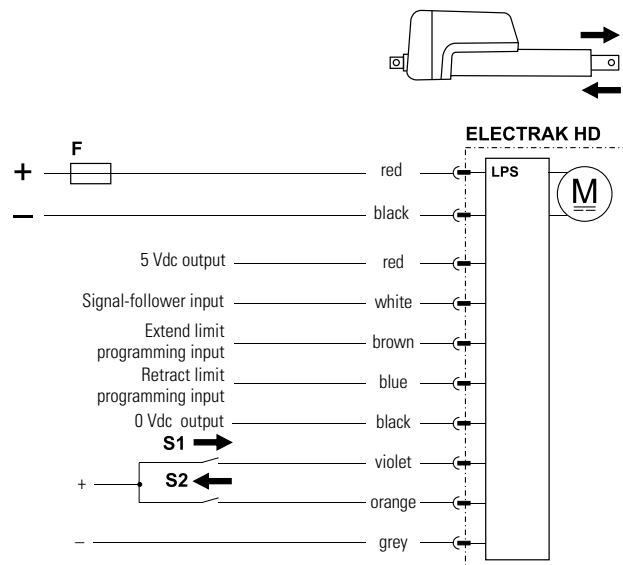 ELECTRAK HD
F
+ red
LPS
M
– black
5 Vdc output red
Signal-follower input white
Extend limit
programming input brown
Retract limit
programming input blue
0 Vdc output black
S1
violet
S2
+
orange
– grey